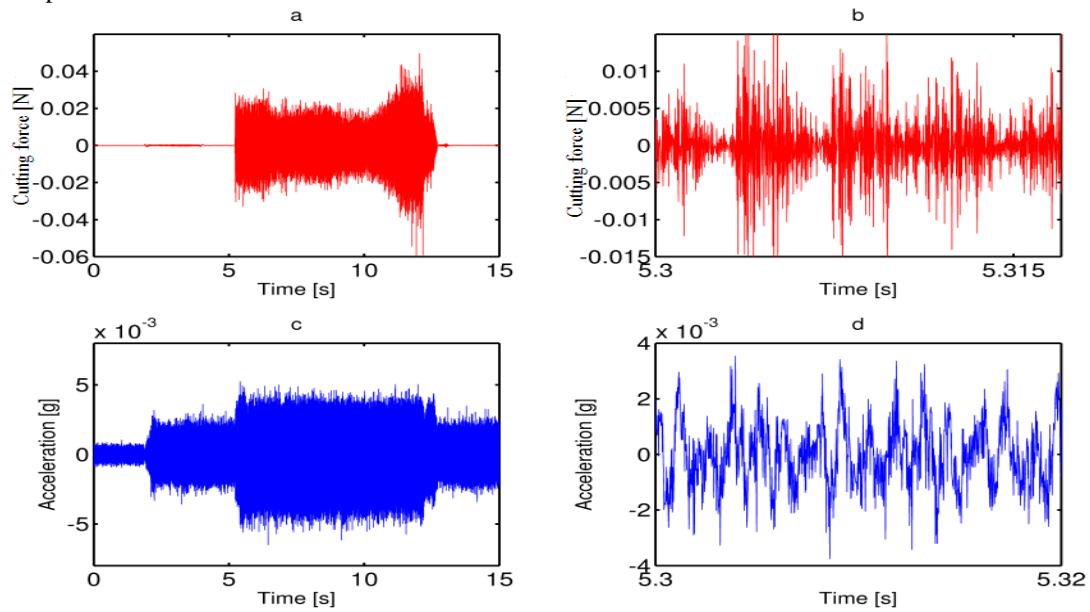 a
Cutting force [N]
0.04
0.02
0
-0.02
-0.04
-0.06
0 5 10 15
Time [s]
b
Cutting force [N]
0.01
0.005
0
-0.005
-0.01
-0.015
5.3 5.315
Time [s]
c
x 10-3
Acceleration [g]
5
0
-5
0 5 10 15
Time [s]
d
x 10-3
Acceleration [g]
4
2
0
-2
-4
5.3 5.32
Time [s]